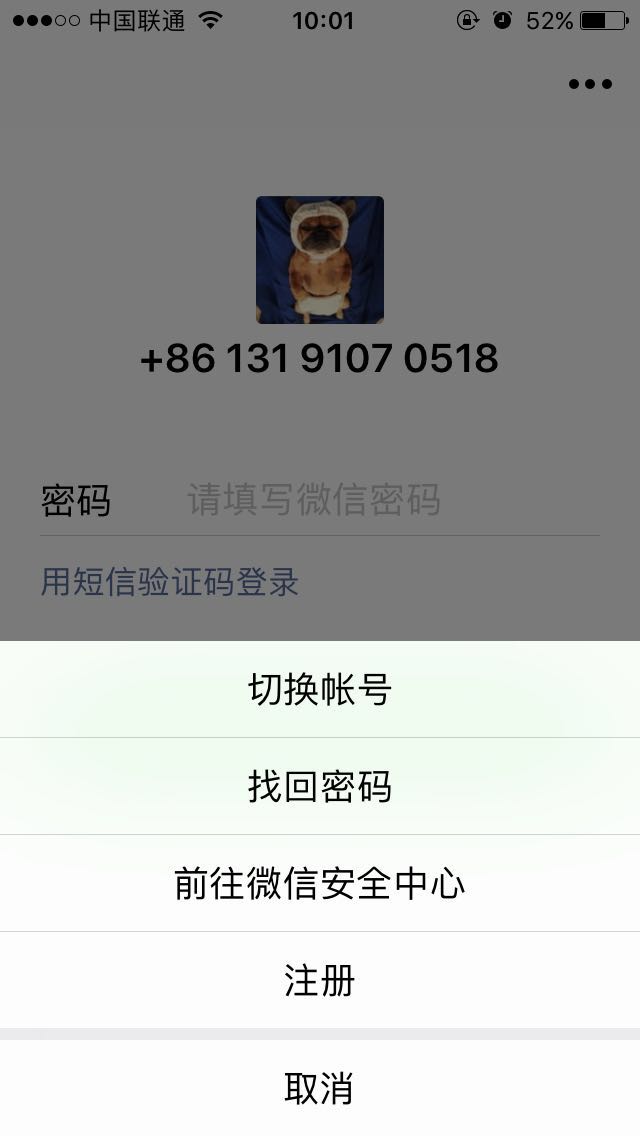 中国联通 10:01 52%
+86 131 9107 0518
密码 请填写微信密码
用短信验证码登录
切换帐号
找回密码
前往微信安全中心
注册
取消